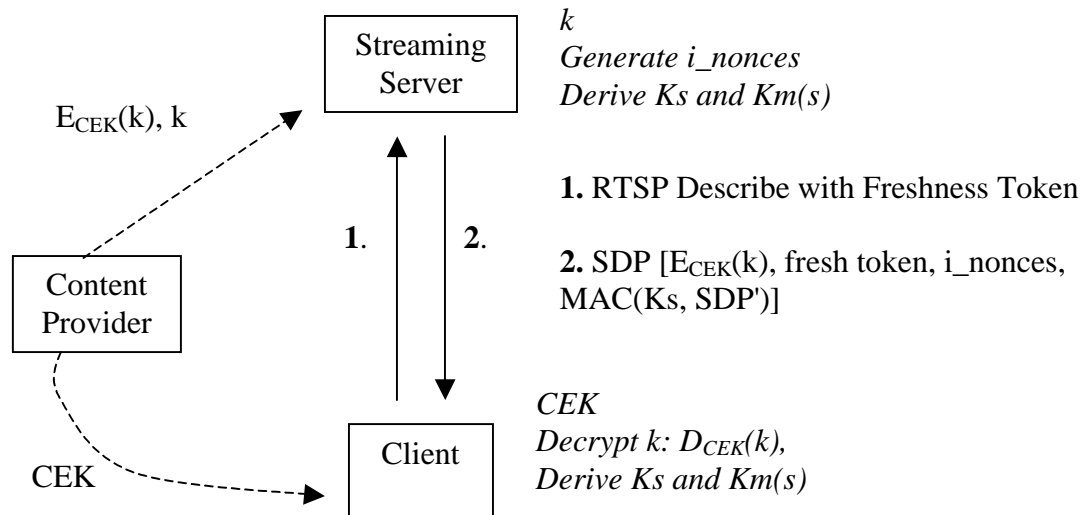 Streaming
Server
k
Generate i_nonces
Derive Ks and Km(s)
E_CEK(k), k
1. RTSP Describe with Freshness Token
1.
2.
2. SDP [E_CEK(k), fresh token, i_nonces,
MAC(Ks, SDP')]
Content
Provider
CEK
Client
CEK
Decrypt k: D_CEK(k),
Derive Ks and Km(s)